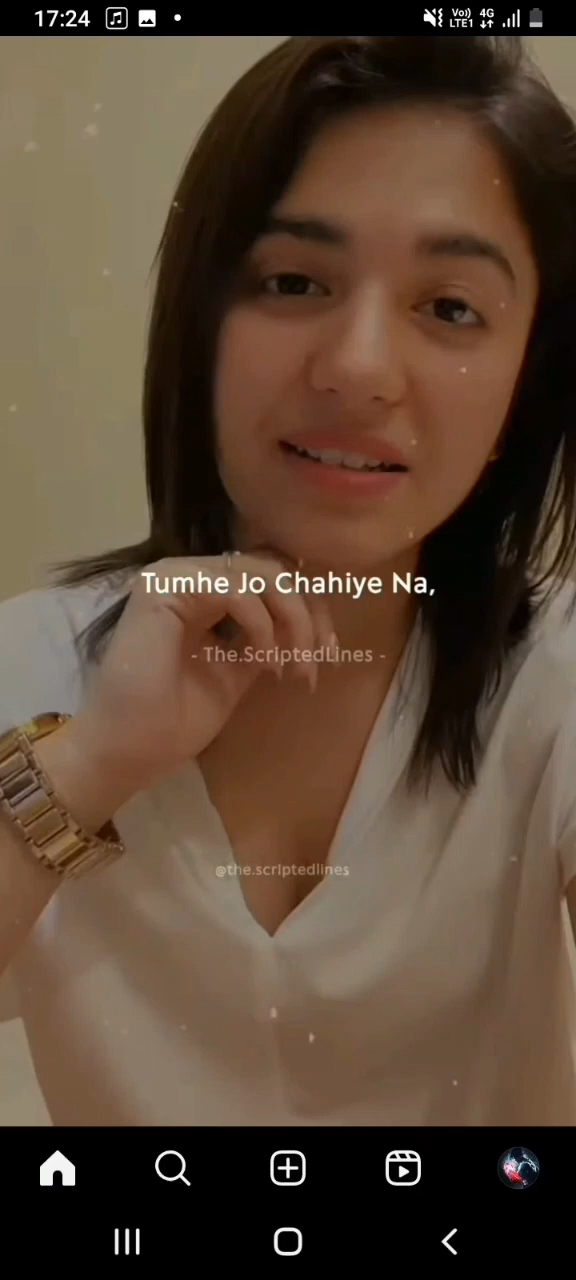 17:24
Vo)) 4G
LTE1
Tumhe Jo Chahiye Na,
- The.ScriptedLines -
@the.scriptedlines